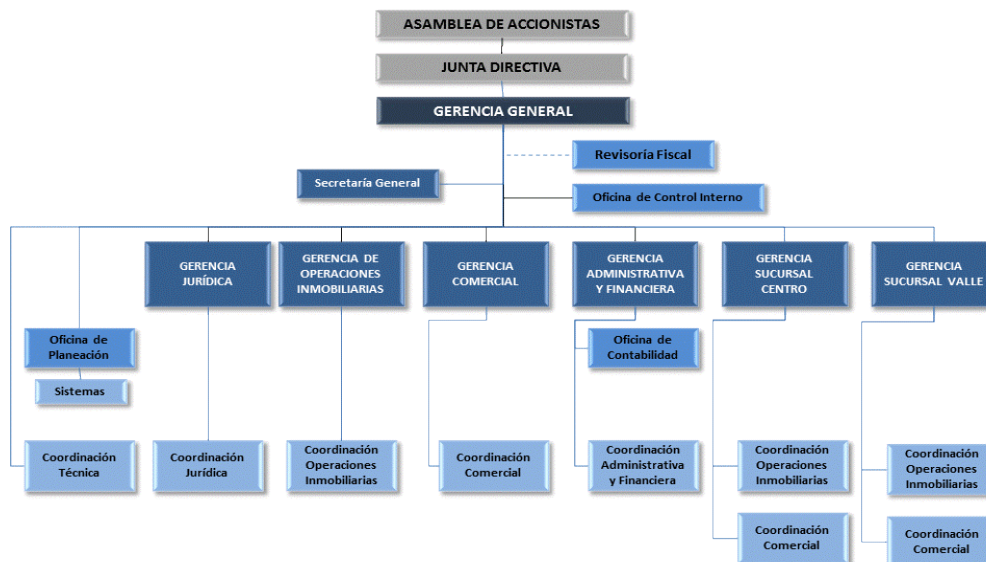 ASAMBLEA DE ACCIONISTAS
JUNTA DIRECTIVA
GERENCIA GENERAL
Revisoría Fiscal
Secretaría General
Oficina de Control Interno
GERENCIA
JURÍDICA
GERENCIA DE
OPERACIONES
INMOBILIARIAS
GERENCIA
COMERCIAL
GERENCIA
ADMINISTRATIVA
Y FINANCIERA
GERENCIA
SUCURSAL
CENTRO
GERENCIA
SUCURSAL VALLE
Oficina de
Planeación
Oficina de
Contabilidad
Sistemas
Coordinación
Técnica
Coordinación
Jurídica
Coordinación
Operaciones
Inmobiliarias
Coordinación
Comercial
Coordinación
Administrativa
y Financiera
Coordinación
Operaciones
Inmobiliarias
Coordinación
Operaciones
Inmobiliarias
Coordinación
Comercial
Coordinación
Comercial